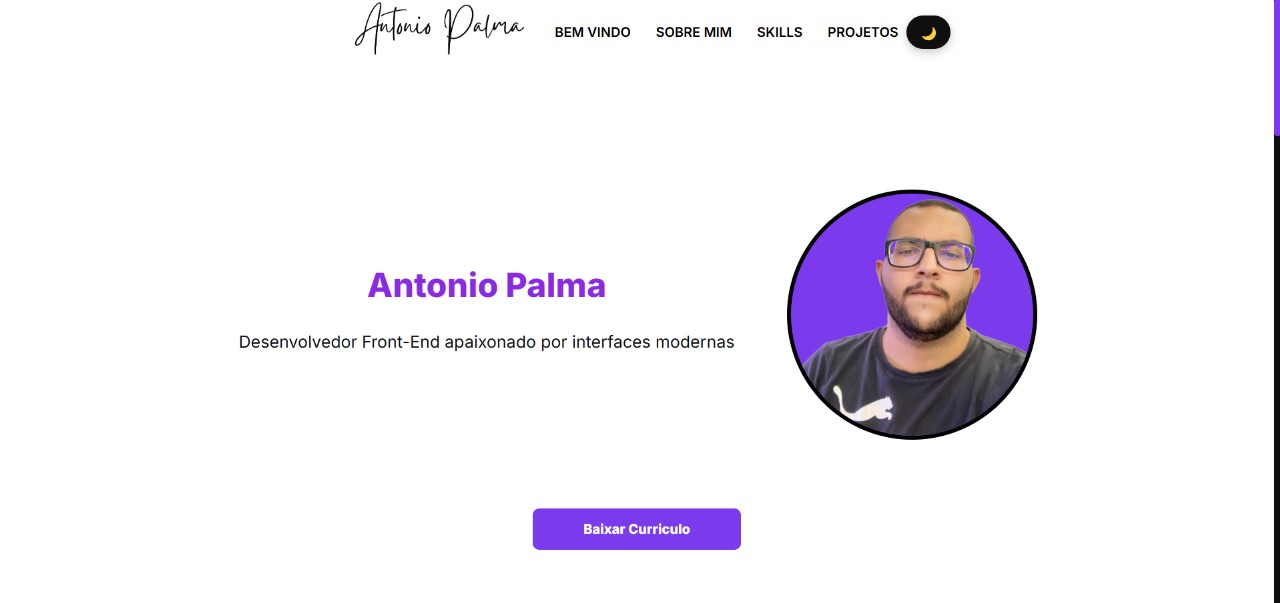 Antonio Palma
BEM VINDO SOBRE MIM SKILLS PROJETOS
Antonio Palma
Desenvolvedor Front-End apaixonado por interfaces modernas
Baixar Curriculo